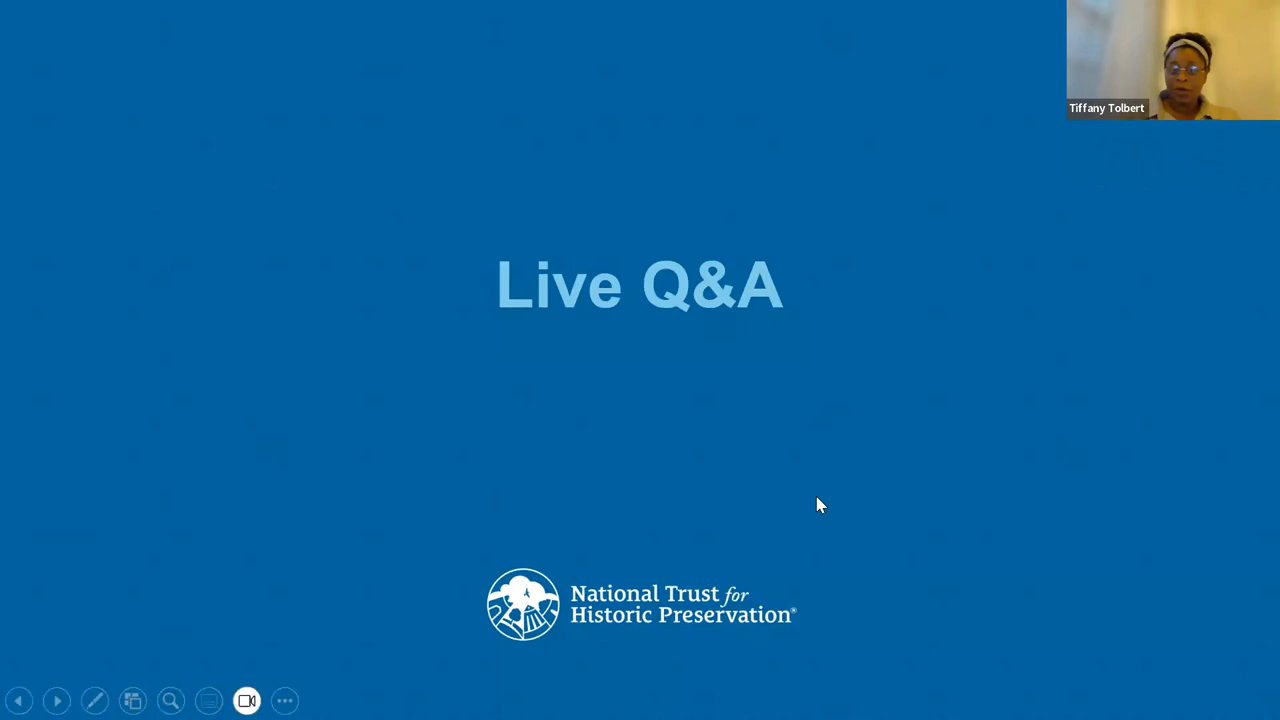 Tiffany Tolbert
Live Q&A
National Trust for
Historic Preservation®